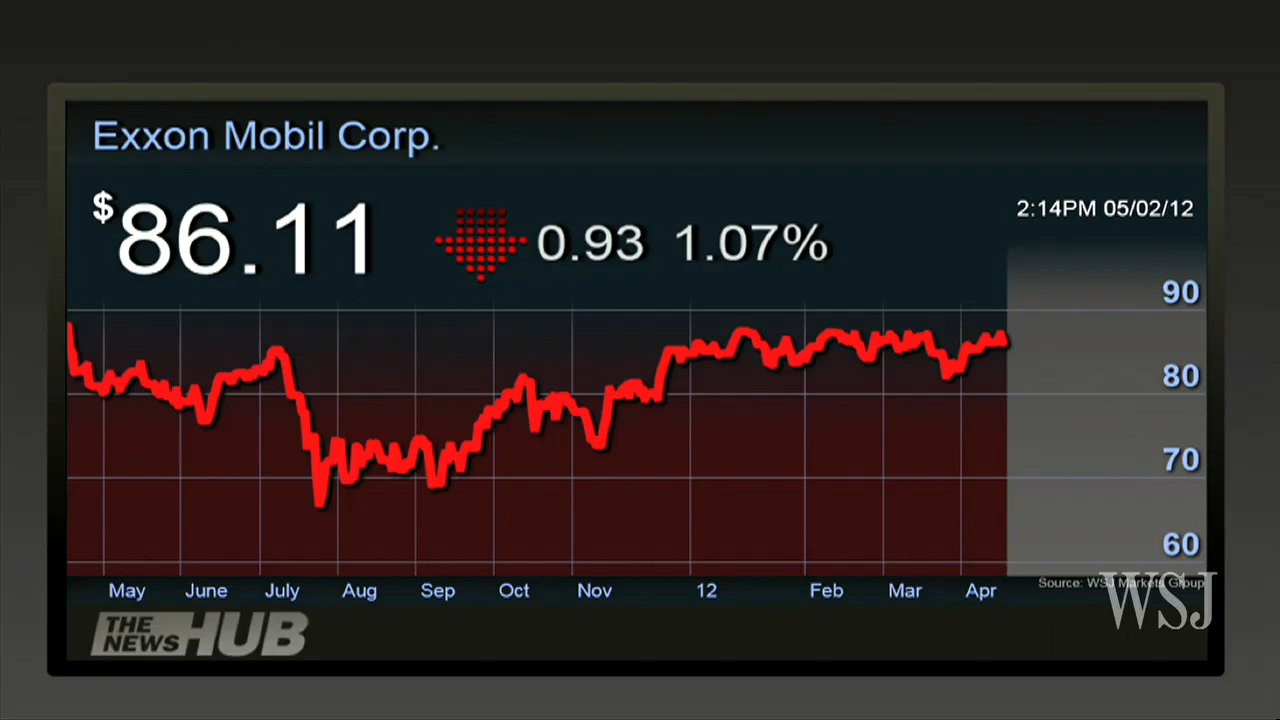 Exxon Mobil Corp.
$86.11 0.93 1.07%
2:14PM 05/02/12
90
80
70
60
May June July Aug Sep Oct Nov 12 Feb Mar Apr
Source: WSJ Markets Group
WSJ
THE NEWS HUB